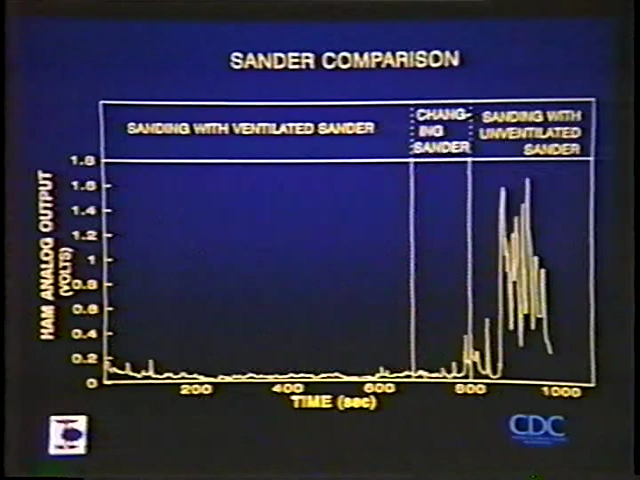 SANDER COMPARISON
SANDING WITH VENTILATED SANDER
CHANG-
ING
SANDER
SANDING WITH
UNVENTILATED
SANDER
HAM ANALOG OUTPUT
(VOLTS)
1.8
1.6
1.4
1.2
1
0.8
0.6
0.4
0.2
0
200
400
600
800
1000
TIME (sec)
CDC